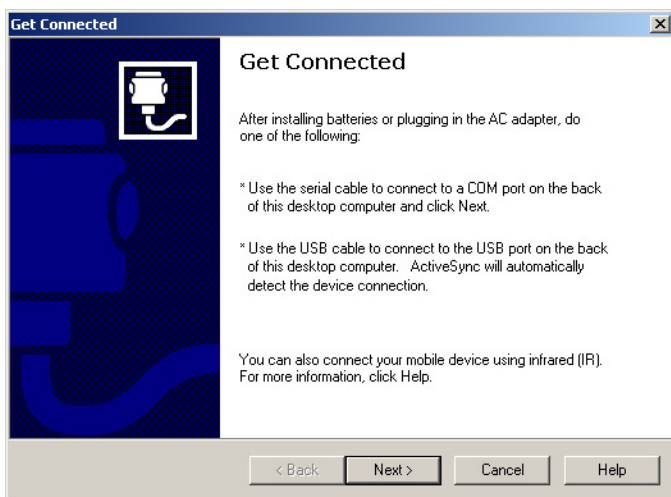 Get Connected
Get Connected
After installing batteries or plugging in the AC adapter, do
one of the following:
* Use the serial cable to connect to a COM port on the back
of this desktop computer and click Next.
* Use the USB cable to connect to the USB port on the back
of this desktop computer.   ActiveSync will automatically
detect the device connection.
You can also connect your mobile device using infrared (IR).
For more information, click Help.
< Back
Next >
Cancel
Help